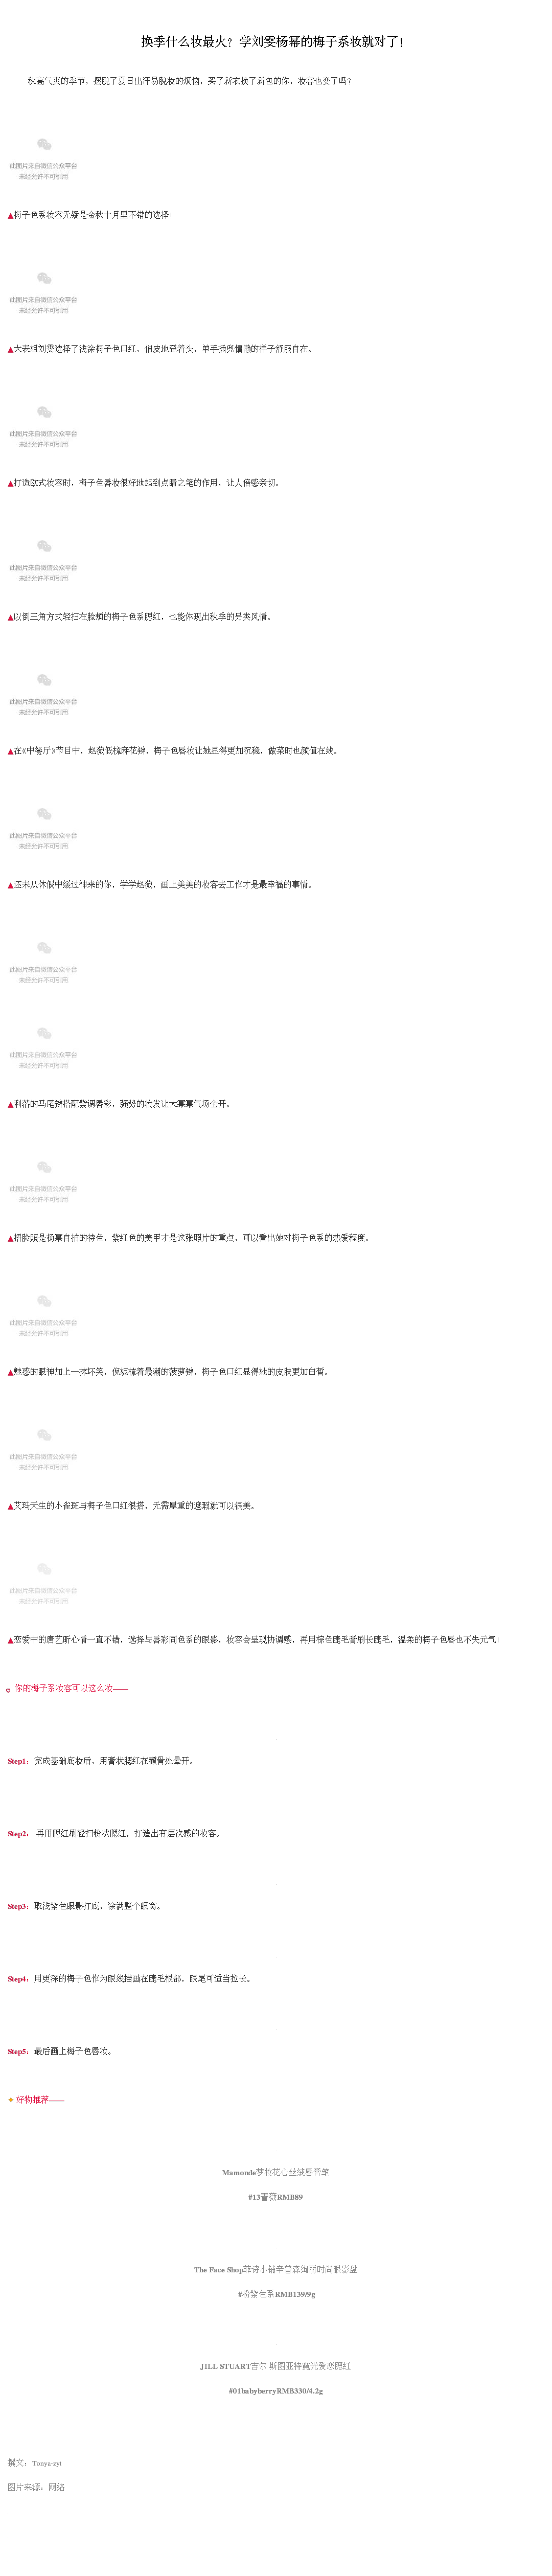 换季什么妆最火？学刘雯杨幂的梅子系妆就对了！
秋高气爽的季节，摆脱了夏日出汗易脱妆的烦恼，买了新衣换了新包的你，妆容也变了吗？
此图片来自微信公众平台
未经允许不可引用
▲梅子色系妆容无疑是金秋十月里不错的选择！
此图片来自微信公众平台
未经允许不可引用
▲大表姐刘雯选择了浅涂梅子色口红，俏皮地歪着头，单手插兜慵懒的样子舒服自在。
此图片来自微信公众平台
未经允许不可引用
▲打造欧式妆容时，梅子色唇妆很好地起到点睛之笔的作用，让人倍感亲切。
此图片来自微信公众平台
未经允许不可引用
▲以倒三角方式轻扫在脸颊的梅子色系腮红，也能体现出秋季的另类风情。
此图片来自微信公众平台
未经允许不可引用
▲在《中餐厅》节目中，赵薇低梳麻花辫，梅子色唇妆让她显得更加沉稳，做菜时也颜值在线。
此图片来自微信公众平台
未经允许不可引用
▲还未从休假中缓过神来的你，学学赵薇，画上美美的妆容去工作才是最幸福的事情。
此图片来自微信公众平台
未经允许不可引用
此图片来自微信公众平台
未经允许不可引用
▲利落的马尾辫搭配紫调唇彩，强势的妆发让大幂幂气场全开。
此图片来自微信公众平台
未经允许不可引用
▲捂脸照是杨幂自拍的特色，紫红色的美甲才是这张照片的重点，可以看出她对梅子色系的热爱程度。
此图片来自微信公众平台
未经允许不可引用
▲魅惑的眼神加上一抹坏笑，倪妮梳着最潮的菠萝辫，梅子色口红显得她的皮肤更加白皙。
此图片来自微信公众平台
未经允许不可引用
▲艾玛天生的小雀斑与梅子色口红很搭，无需厚重的遮瑕就可以很美。
此图片来自微信公众平台
未经允许不可引用
▲恋爱中的唐艺昕心情一直不错，选择与唇彩同色系的眼影，妆容会呈现协调感，再用棕色睫毛膏刷长睫毛，温柔的梅子色唇也不失元气！
你的梅子系妆容可以这么妆——
Step1：完成基础底妆后，用膏状腮红在颧骨处晕开。
Step2： 再用腮红刷轻扫粉状腮红，打造出有层次感的妆容。
Step3：取浅紫色眼影打底，涂满整个眼窝。
Step4：用更深的梅子色作为眼线描画在睫毛根部，眼尾可适当拉长。
Step5：最后画上梅子色唇妆。
✦ 好物推荐——
Mamonde梦妆花心丝绒唇膏笔
#13蔷薇RMB89
The Face Shop菲诗小铺辛普森绚丽时尚眼影盘
#粉紫色系RMB139/9g
JILL STUART吉尔 斯图亚特霓光爱恋腮红
#01babyberryRMB330/4.2g
撰文：Tonya-zyt
图片来源：网络